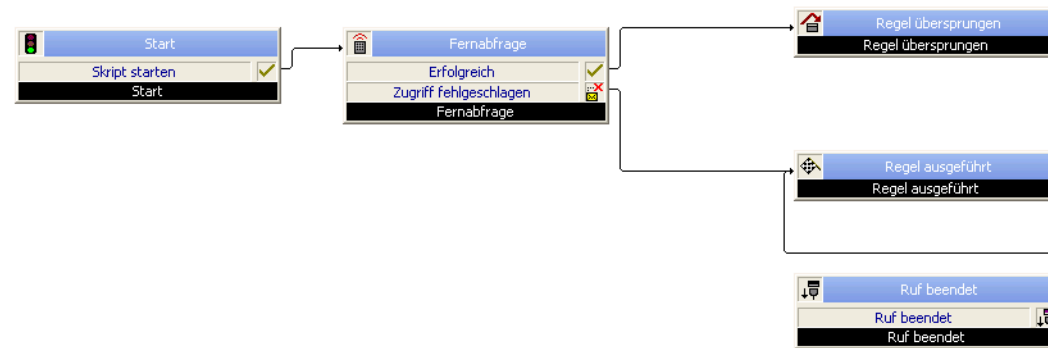 Start
Skript starten
Start
Fernabfrage
Erfolgreich
Zugriff fehlgeschlagen
Fernabfrage
Regel übersprungen
Regel übersprungen
Regel ausgeführt
Regel ausgeführt
Ruf beendet
Ruf beendet
Ruf beendet